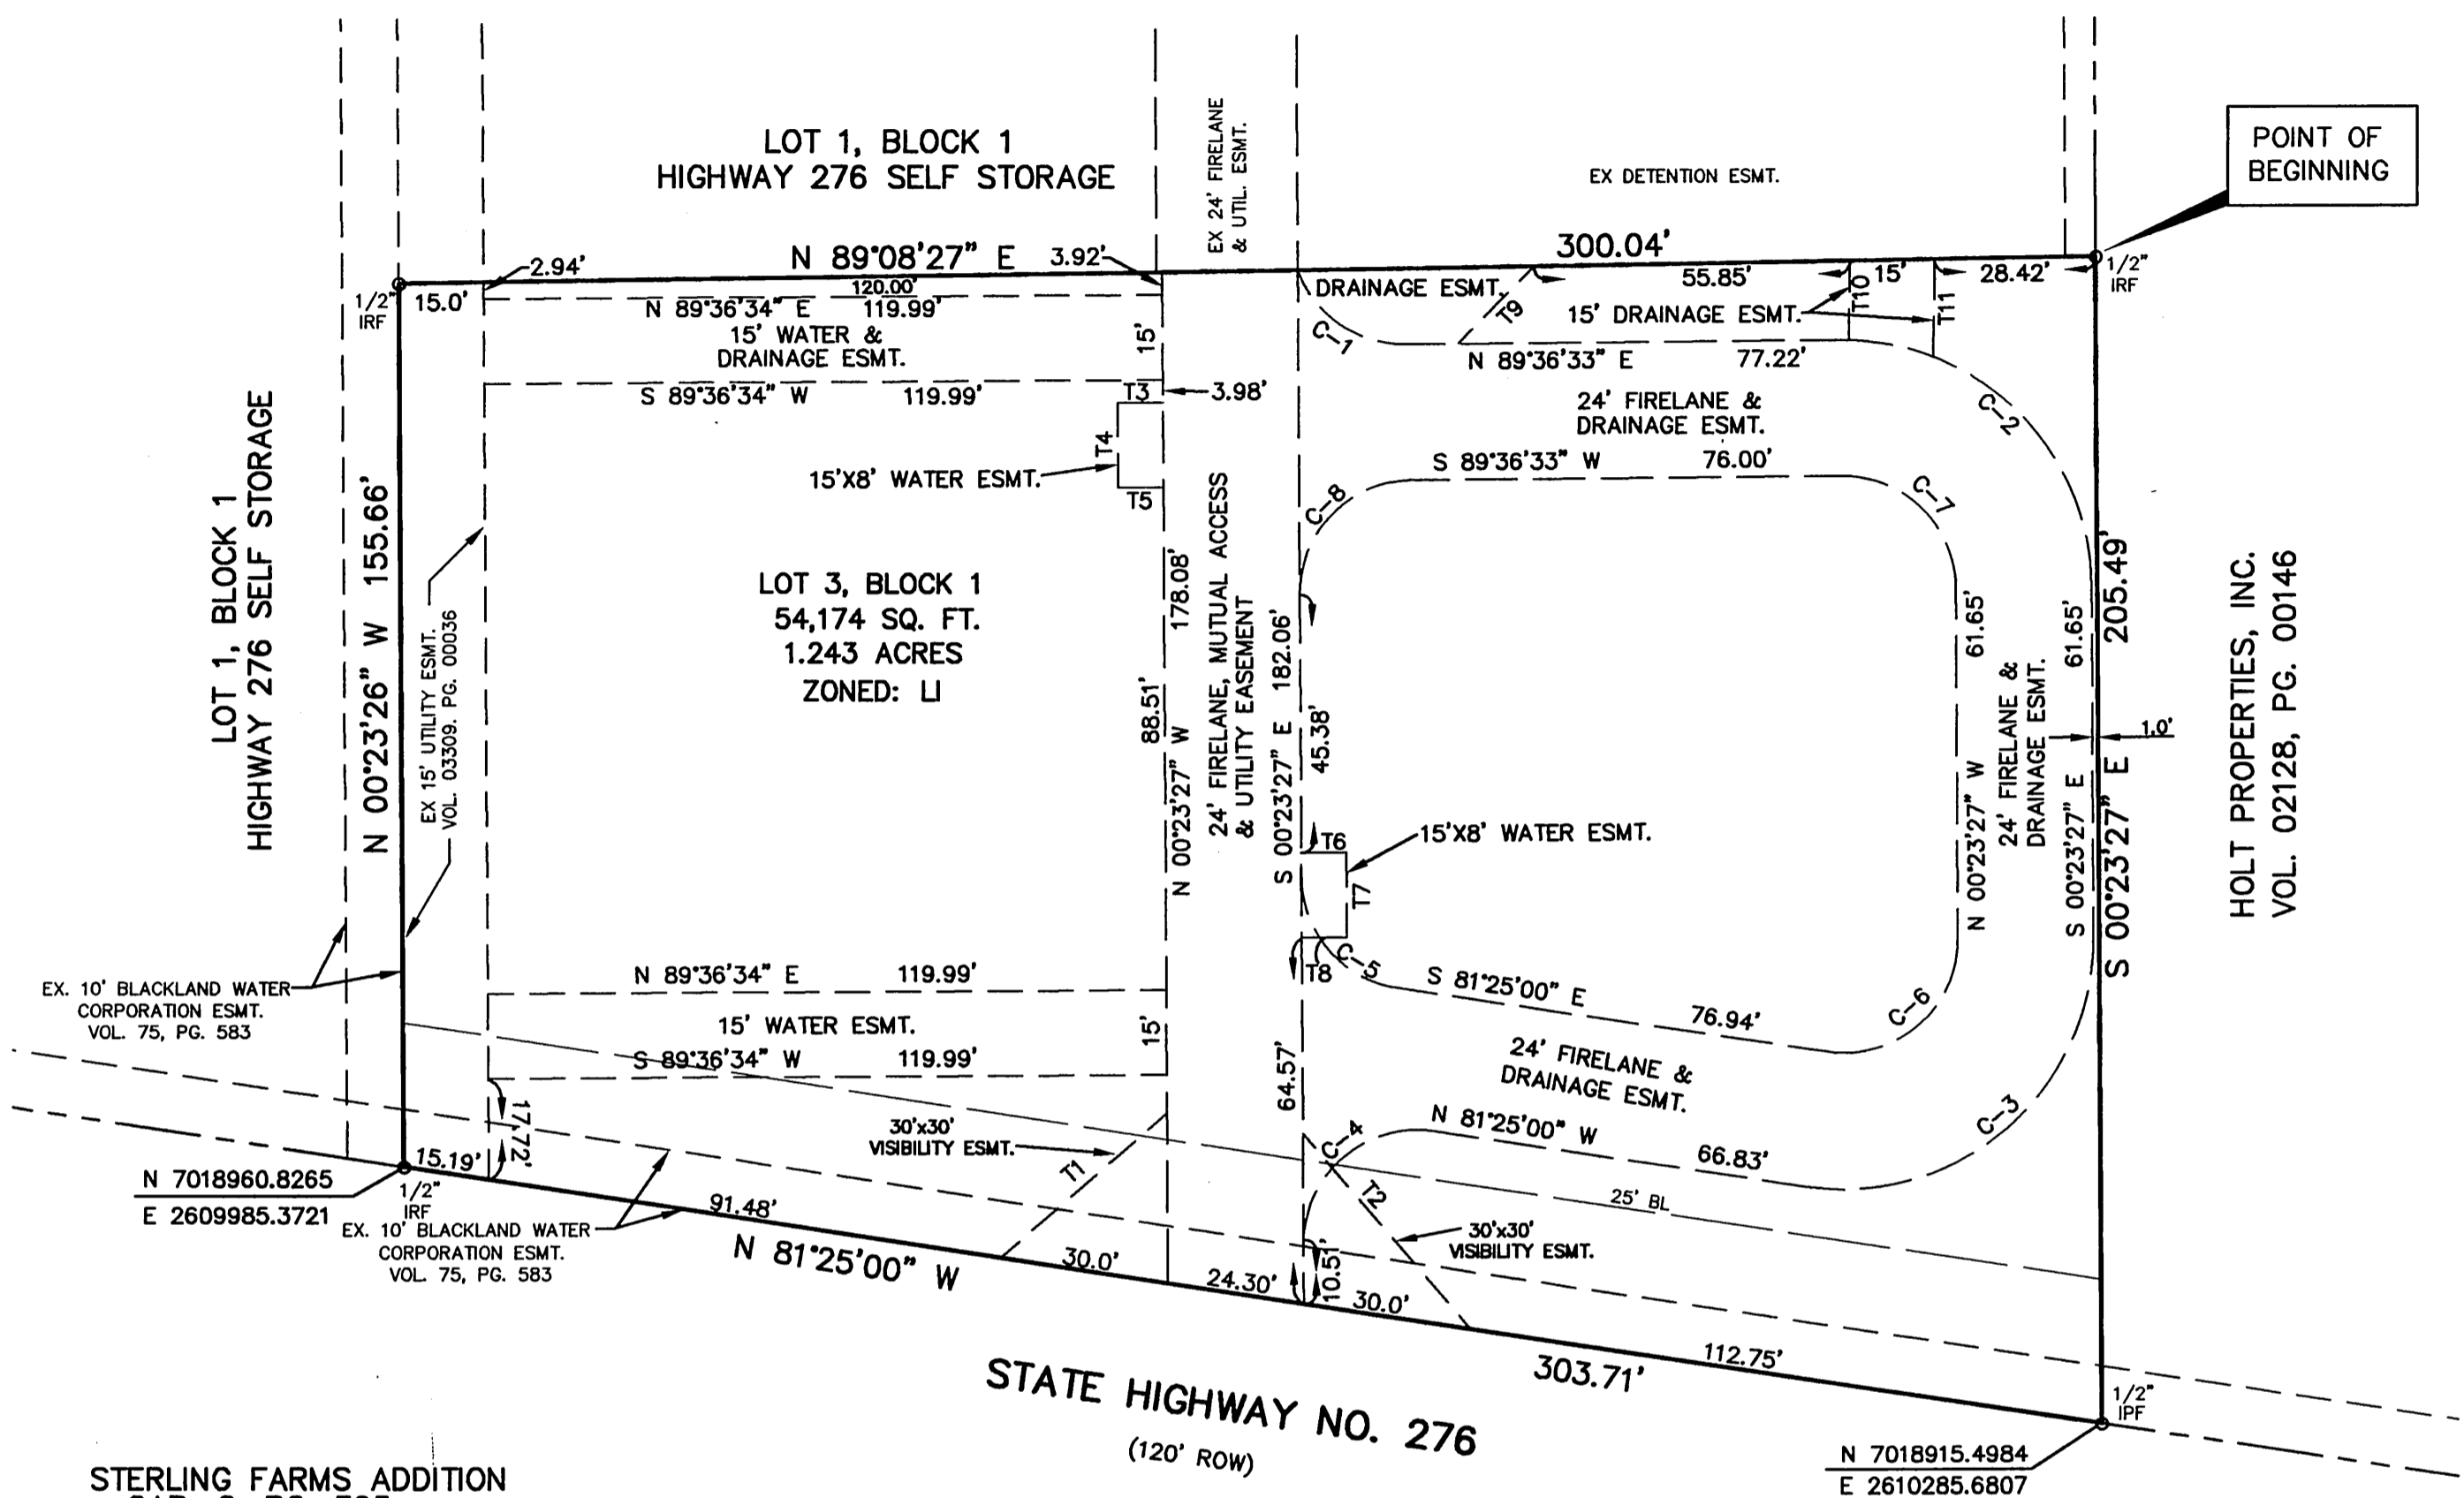 LOT 1, BLOCK 1
HIGHWAY 276 SELF STORAGE
EX 24' FIRELANE
& UTIL. ESMT.
EX DETENTION ESMT.
POINT OF
BEGINNING
N 89°08'27" E
300.04'
2.94'
3.92'
1/2"
IRF
15.0'
120.00'
N 89°36'34" E 119.99'
15' WATER &
DRAINAGE ESMT.
S 89°36'34" W 119.99'
15'
T3
3.98'
T4
15'X8' WATER ESMT.
T5
DRAINAGE ESMT.
C-1
T9
55.85'
15'
28.42'
1/2"
IRF
15' DRAINAGE ESMT.
T10
T11
N 89°36'33" E 77.22'
24' FIRELANE &
DRAINAGE ESMT.
C-2
S 89°36'33" W 76.00'
C-8
C-7
LOT 1, BLOCK 1
HIGHWAY 276 SELF STORAGE
N 00°23'26" W 155.66'
EX 15' UTILITY ESMT.
VOL. 03309. PG. 00036
LOT 3, BLOCK 1
54,174 SQ. FT.
1.243 ACRES
ZONED: LI
88.51'
N 00°23'27" W 178.08'
24' FIRELANE, MUTUAL ACCESS
& UTILITY EASEMENT
S 00°23'27" E 182.06'
45.38'
T6
15'X8' WATER ESMT.
T7
T8
C-5
N 00°23'27" W 61.65'
24' FIRELANE &
DRAINAGE ESMT.
S 00°23'27" E 61.65'
S 00°23'27" E 205.49'
1.0'
HOLT PROPERTIES, INC.
VOL. 02128, PG. 00146
EX. 10' BLACKLAND WATER
CORPORATION ESMT.
VOL. 75, PG. 583
N 89°36'34" E 119.99'
15' WATER ESMT.
15'
S 89°36'34" W 119.99'
17.72'
S 81°25'00" E 76.94'
C-6
24' FIRELANE &
DRAINAGE ESMT.
64.57'
C-4
N 81°25'00" W 66.83'
C-3
30'x30'
VISIBILITY ESMT.
T1
T2
25' BL
30'x30'
VISIBILITY ESMT.
10.51'
15.19'
N 7018960.8265
E 2609985.3721
1/2"
IRF
EX. 10' BLACKLAND WATER
CORPORATION ESMT.
VOL. 75, PG. 583
91.48'
N 81°25'00" W
30.0'
24.30'
30.0'
303.71'
112.75'
STATE HIGHWAY NO. 276
(120' ROW)
1/2"
IPF
N 7018915.4984
E 2610285.6807
STERLING FARMS ADDITION